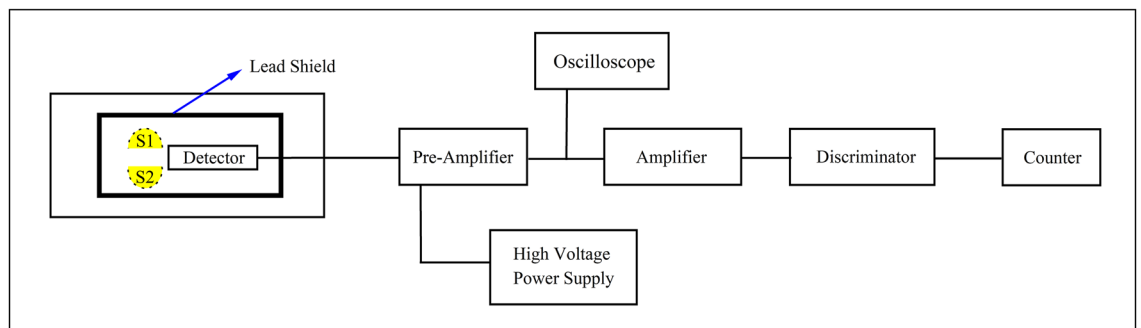 Lead Shield
Oscilloscope
S1
Detector
S2
Pre-Amplifier
Amplifier
Discriminator
Counter
High Voltage
Power Supply